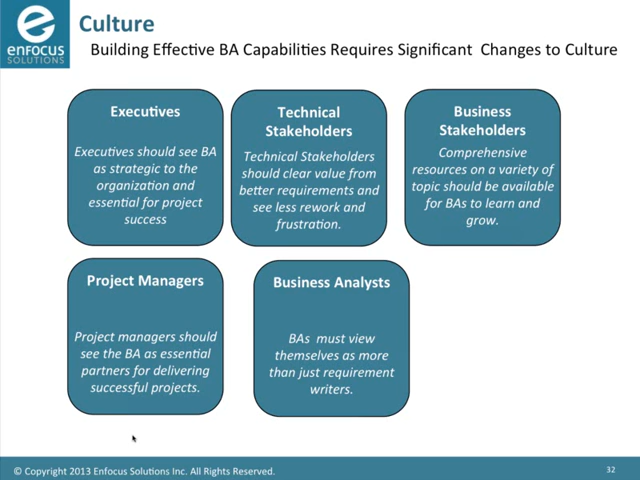 enfocus
SOLUTIONS
Culture
Building Effective BA Capabilities Requires Significant Changes to Culture
Executives
Executives should see BA
as strategic to the
organization and
essential for project
success
Technical
Stakeholders
Technical Stakeholders
should clear value from
better requirements and
see less rework and
frustration.
Business
Stakeholders
Comprehensive
resources on a variety of
topic should be available
for BAs to learn and
grow.
Project Managers
Project managers should
see the BA as essential
partners for delivering
successful projects.
Business Analysts
BAs must view
themselves as more
than just requirement
writers.
© Copyright 2013 Enfocus Solutions Inc. All Rights Reserved.
32